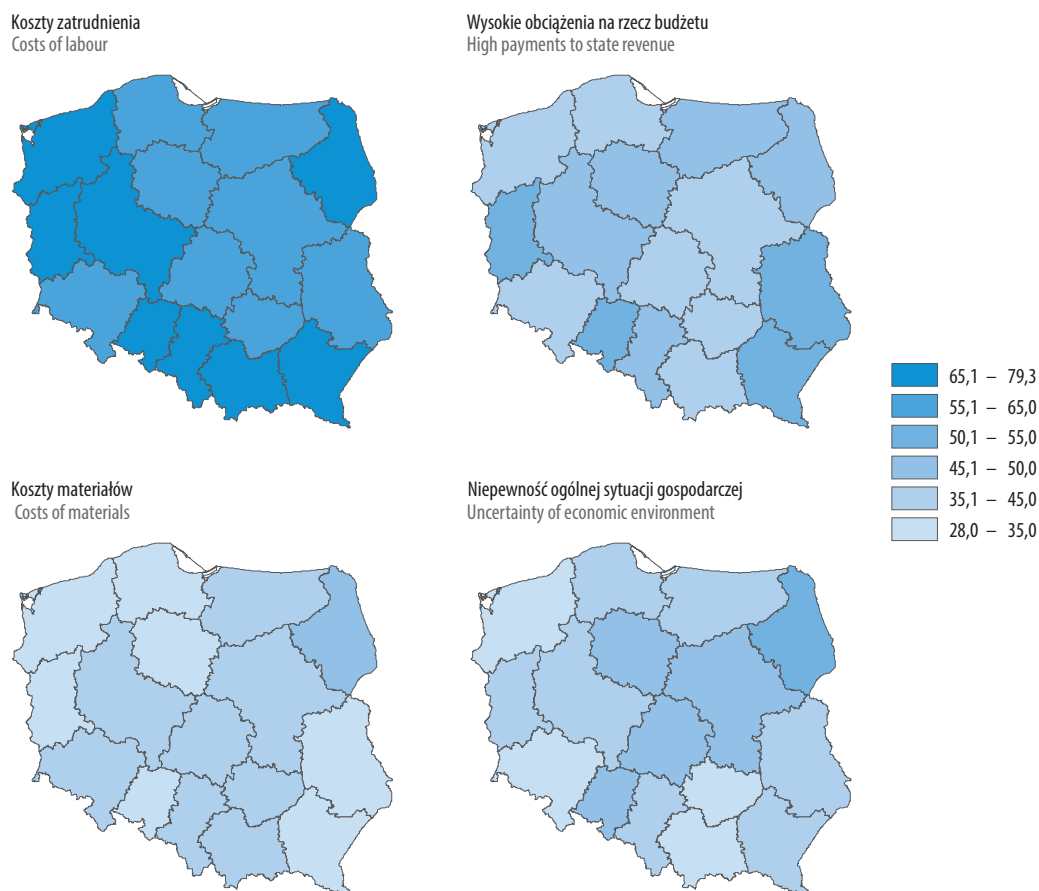 Koszty zatrudnienia
Costs of labour
Wysokie obciążenia na rzecz budżetu
High payments to state revenue
65,1 – 79,3
55,1 – 65,0
50,1 – 55,0
45,1 – 50,0
35,1 – 45,0
28,0 – 35,0
Koszty materiałów
Costs of materials
Niepewność ogólnej sytuacji gospodarczej
Uncertainty of economic environment